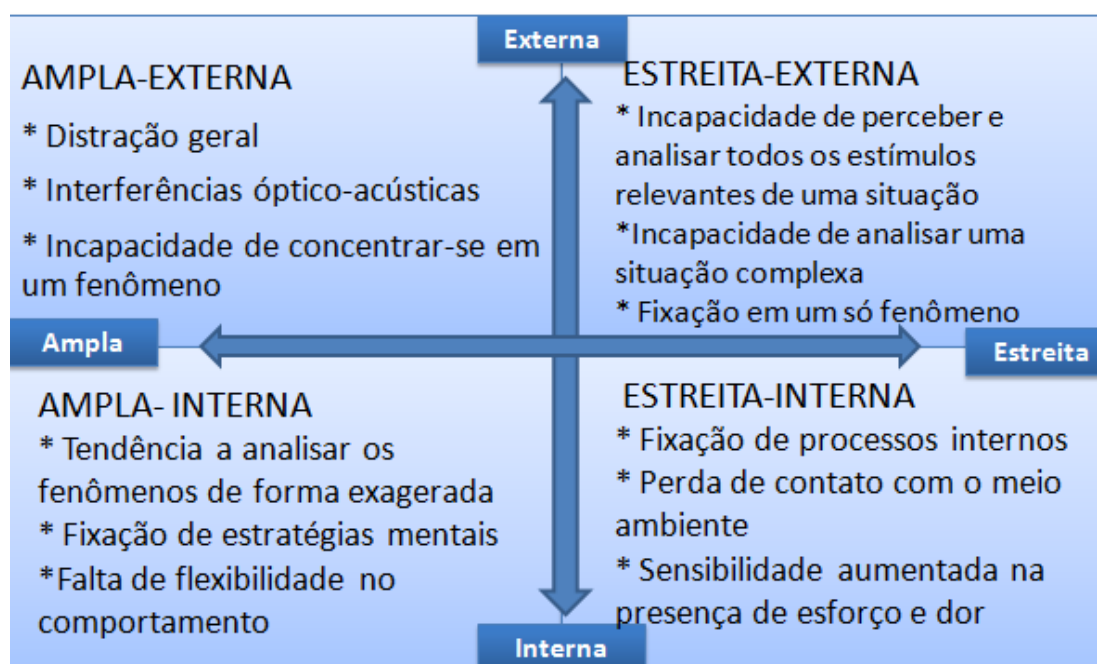 Externa
AMPLA-EXTERNA
* Distração geral
* Interferências óptico-acústicas
* Incapacidade de concentrar-se em
um fenômeno
ESTREITA-EXTERNA
* Incapacidade de perceber e
analisar todos os estímulos
relevantes de uma situação
*Incapacidade de analisar uma
situação complexa
* Fixação em um só fenômeno
Ampla
Estreita
AMPLA- INTERNA
* Tendência a analisar os
fenômenos de forma exagerada
* Fixação de estratégias mentais
*Falta de flexibilidade no
comportamento
ESTREITA-INTERNA
* Fixação de processos internos
* Perda de contato com o meio
ambiente
* Sensibilidade aumentada na
presença de esforço e dor
Interna